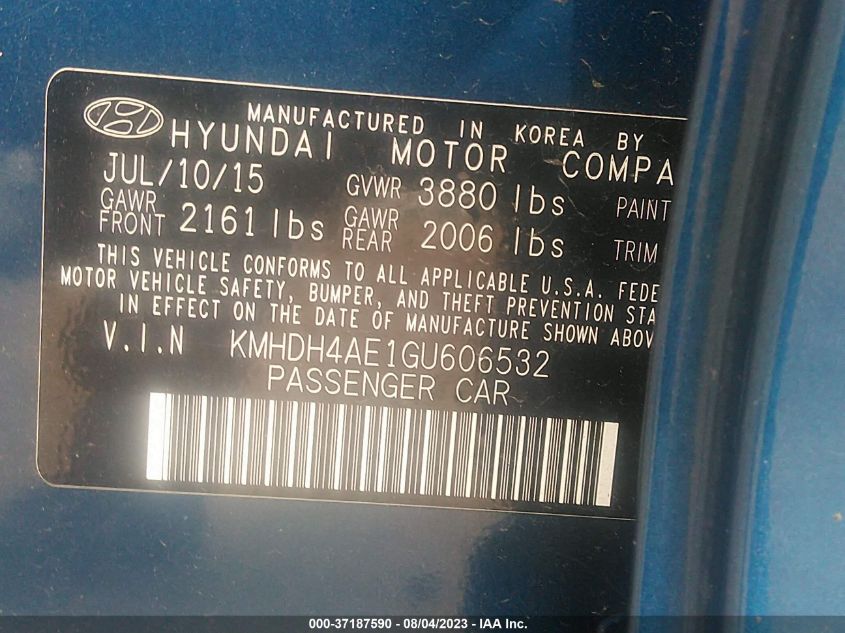 MANUFACTURED IN KOREA BY
HYUNDAI MOTOR COMPA
JUL/10/15 GVWR 3880 lbs PAINT
GAWR FRONT 2161 lbs GAWR REAR 2006 lbs TRIM
THIS VEHICLE CONFORMS TO ALL APPLICABLE U.S.A. FEDE
MOTOR VEHICLE SAFETY, BUMPER, AND THEFT PREVENTION STA
IN EFFECT ON THE DATE OF MANUFACTURE SHOWN ABOV
V.I.N KMHDH4AE1GU606532
PASSENGER CAR
000-37187590 - 08/04/2023 - IAA Inc.